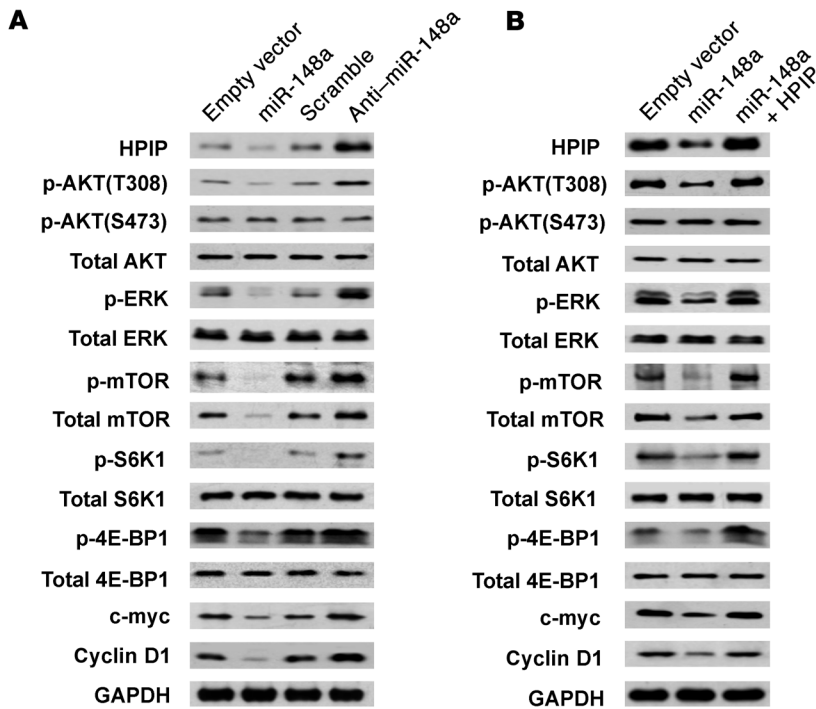 A
Empty vector
miR-148a
Scramble
Anti–miR-148a
HPIP
p-AKT(T308)
p-AKT(S473)
Total AKT
p-ERK
Total ERK
p-mTOR
Total mTOR
p-S6K1
Total S6K1
p-4E-BP1
Total 4E-BP1
c-myc
Cyclin D1
GAPDH
B
Empty vector
miR-148a
miR-148a
+ HPIP
HPIP
p-AKT(T308)
p-AKT(S473)
Total AKT
p-ERK
Total ERK
p-mTOR
Total mTOR
p-S6K1
Total S6K1
p-4E-BP1
Total 4E-BP1
c-myc
Cyclin D1
GAPDH